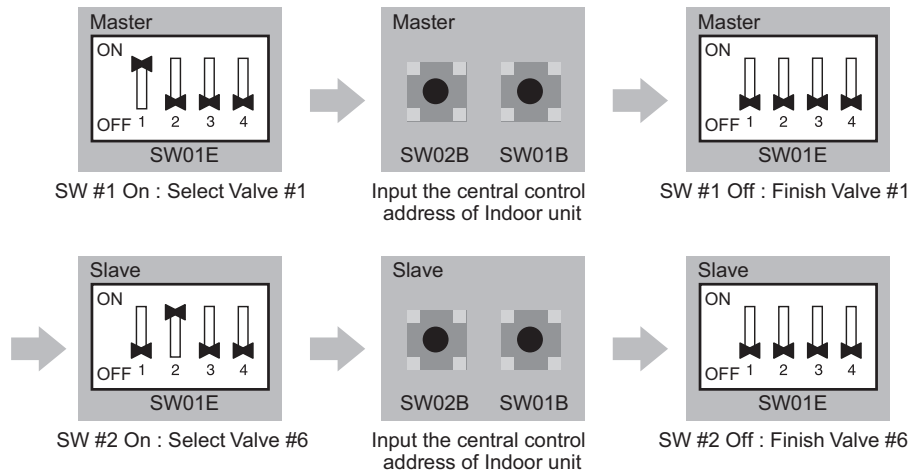 Master
ON
OFF 1 2 3 4
SW01E
SW #1 On : Select Valve #1
Master
SW02B SW01B
Input the central control
address of Indoor unit
Master
ON
OFF 1 2 3 4
SW01E
SW #1 Off : Finish Valve #1
Slave
ON
OFF 1 2 3 4
SW01E
SW #2 On : Select Valve #6
Slave
SW02B SW01B
Input the central control
address of Indoor unit
Slave
ON
OFF 1 2 3 4
SW01E
SW #2 Off : Finish Valve #6